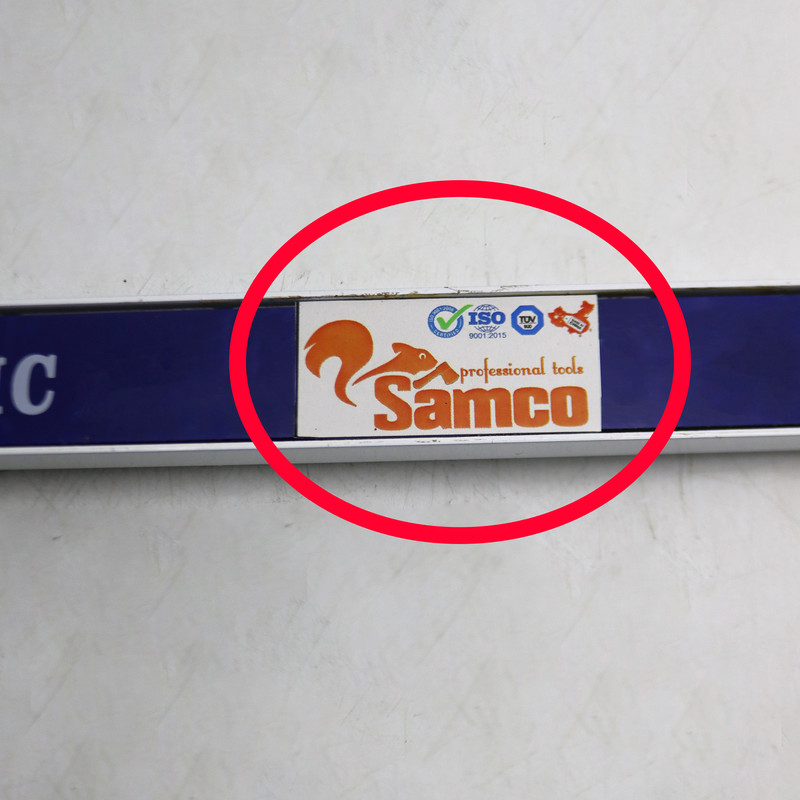 IC
ISO
9001:2015
TÜV
professional tools
Samco